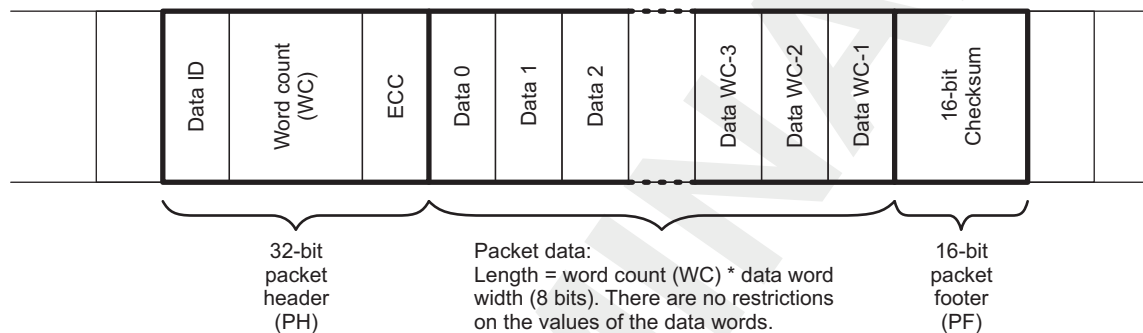 Data ID
Word count
(WC)
ECC
Data 0
Data 1
Data 2
Data WC-3
Data WC-2
Data WC-1
16-bit
Checksum
32-bit
packet
header
(PH)
Packet data:
Length = word count (WC) * data word
width (8 bits). There are no restrictions
on the values of the data words.
16-bit
packet
footer
(PF)